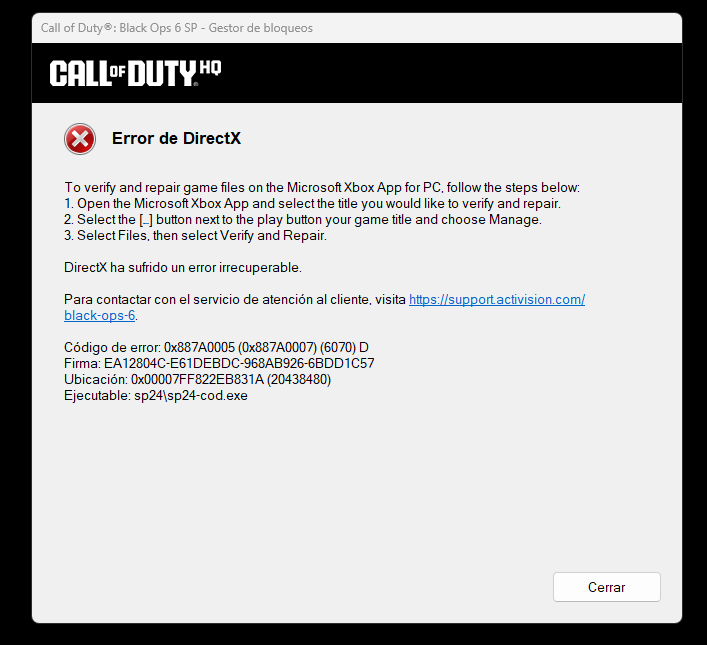 Call of Duty®: Black Ops 6 SP - Gestor de bloqueos
CALL OF DUTY® HQ
Error de DirectX
To verify and repair game files on the Microsoft Xbox App for PC, follow the steps below:
1. Open the Microsoft Xbox App and select the title you would like to verify and repair.
2. Select the [...] button next to the play button your game title and choose Manage.
3. Select Files, then select Verify and Repair.
DirectX ha sufrido un error irrecuperable.
Para contactar con el servicio de atención al cliente, visita https://support.activision.com/
black-ops-6.
Código de error: 0x887A0005 (0x887A0007) (6070) D
Firma: EA12804C-E61DEBDC-968AB926-6BDD1C57
Ubicación: 0x00007FF822EB831A (20438480)
Ejecutable: sp24\sp24-cod.exe
Cerrar